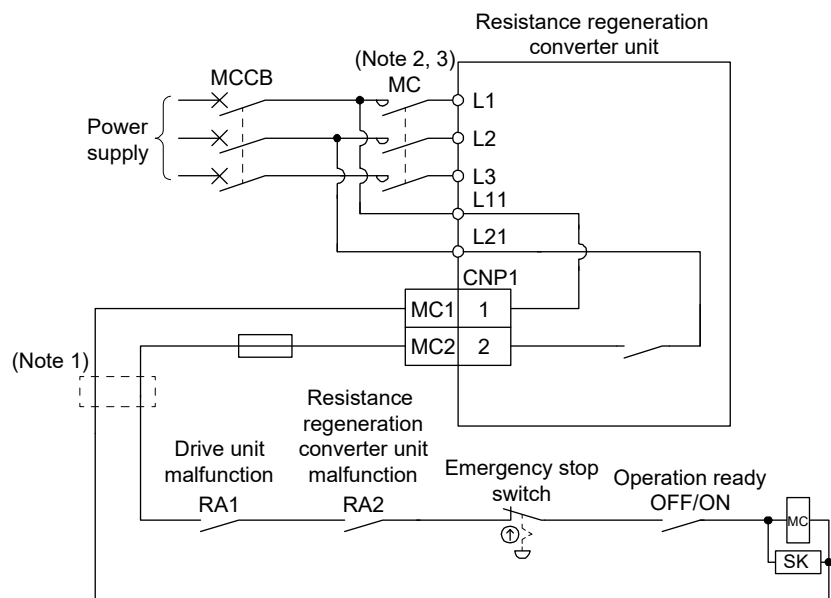 Resistance regeneration
converter unit
(Note 2, 3)
MCCB
MC
L1
Power
supply
L2
L3
L11
L21
CNP1
MC1
1
MC2
2
(Note 1)
Resistance
regeneration
converter unit
malfunction
Drive unit
malfunction
Emergency stop
switch
Operation ready
OFF/ON
RA1
RA2
MC
SK